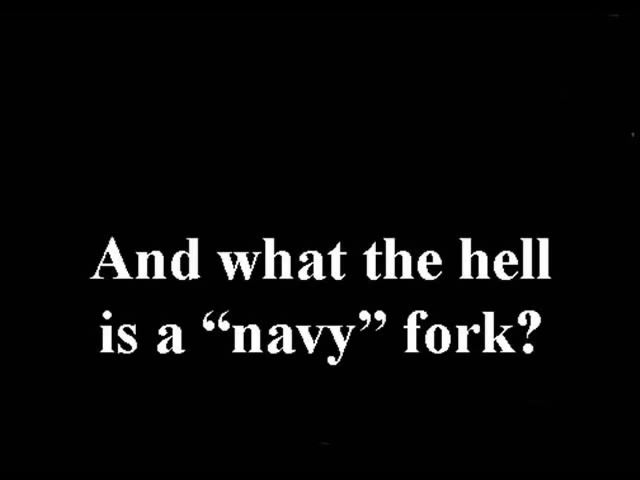 And what the hell
is a “navy” fork?